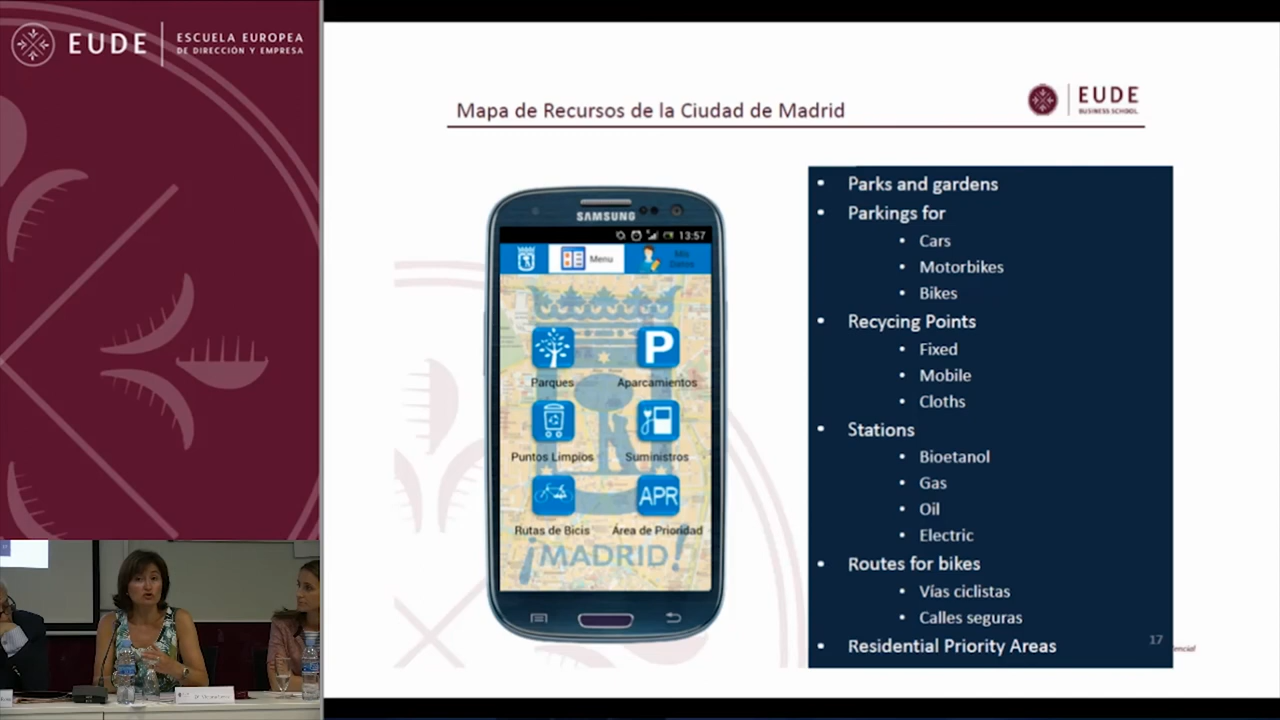 EUDE
ESCUELA EUROPEA
DE DIRECCIÓN Y EMPRESA
Mapa de Recursos de la Ciudad de Madrid
EUDE
BUSINESS SCHOOL
SAMSUNG
13:57
Menu
Parques
Aparcamientos
Puntos Limpios
Suministros
APR
Rutas de Bicis
Área de Prioridad
¡MADRID!
• Parks and gardens
• Parkings for
• Cars
• Motorbikes
• Bikes
• Recycing Points
• Fixed
• Mobile
• Cloths
• Stations
• Bioetanol
• Gas
• Oil
• Electric
• Routes for bikes
• Vías ciclistas
• Calles seguras
• Residential Priority Areas
17